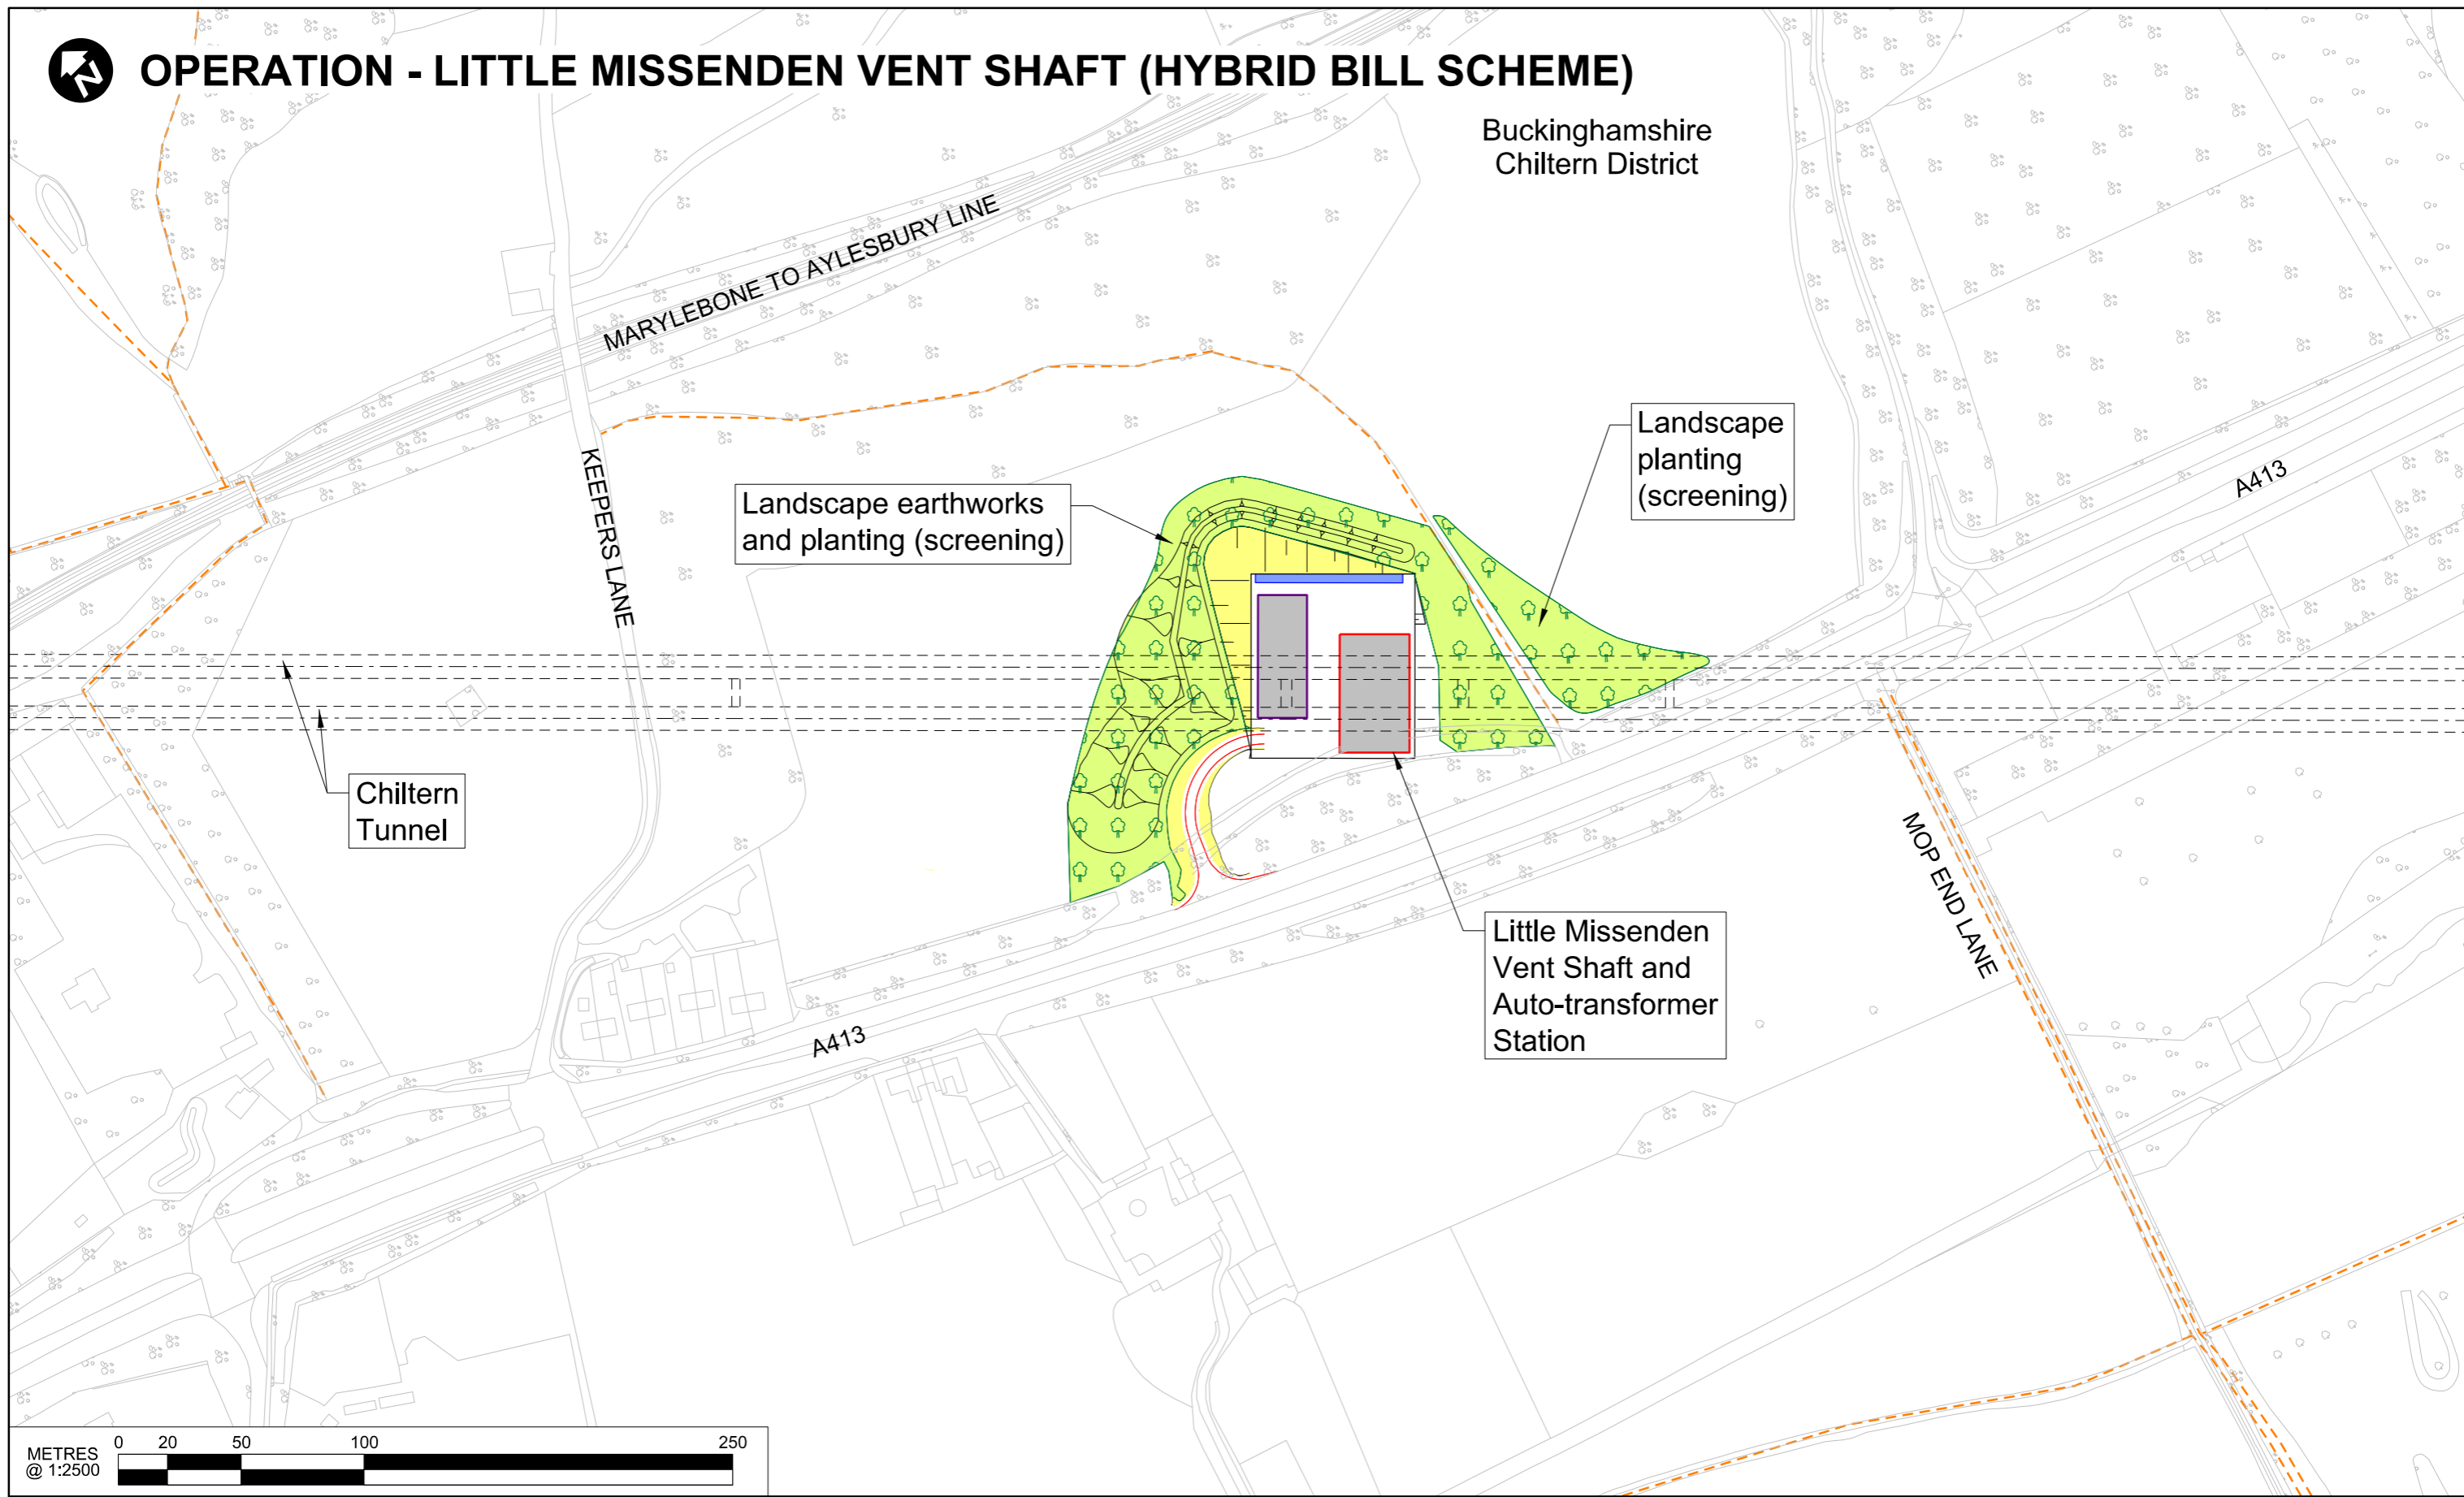 N
OPERATION - LITTLE MISSENDEN VENT SHAFT (HYBRID BILL SCHEME)
Buckinghamshire
Chiltern District
MARYLEBONE TO AYLESBURY LINE
Landscape
planting
(screening)
A413
KEEPERS LANE
Landscape earthworks
and planting (screening)
Chiltern
Tunnel
MOP END LANE
Little Missenden
Vent Shaft and
Auto-transformer
Station
A413
METRES
@ 1:2500
0 20 50 100 250